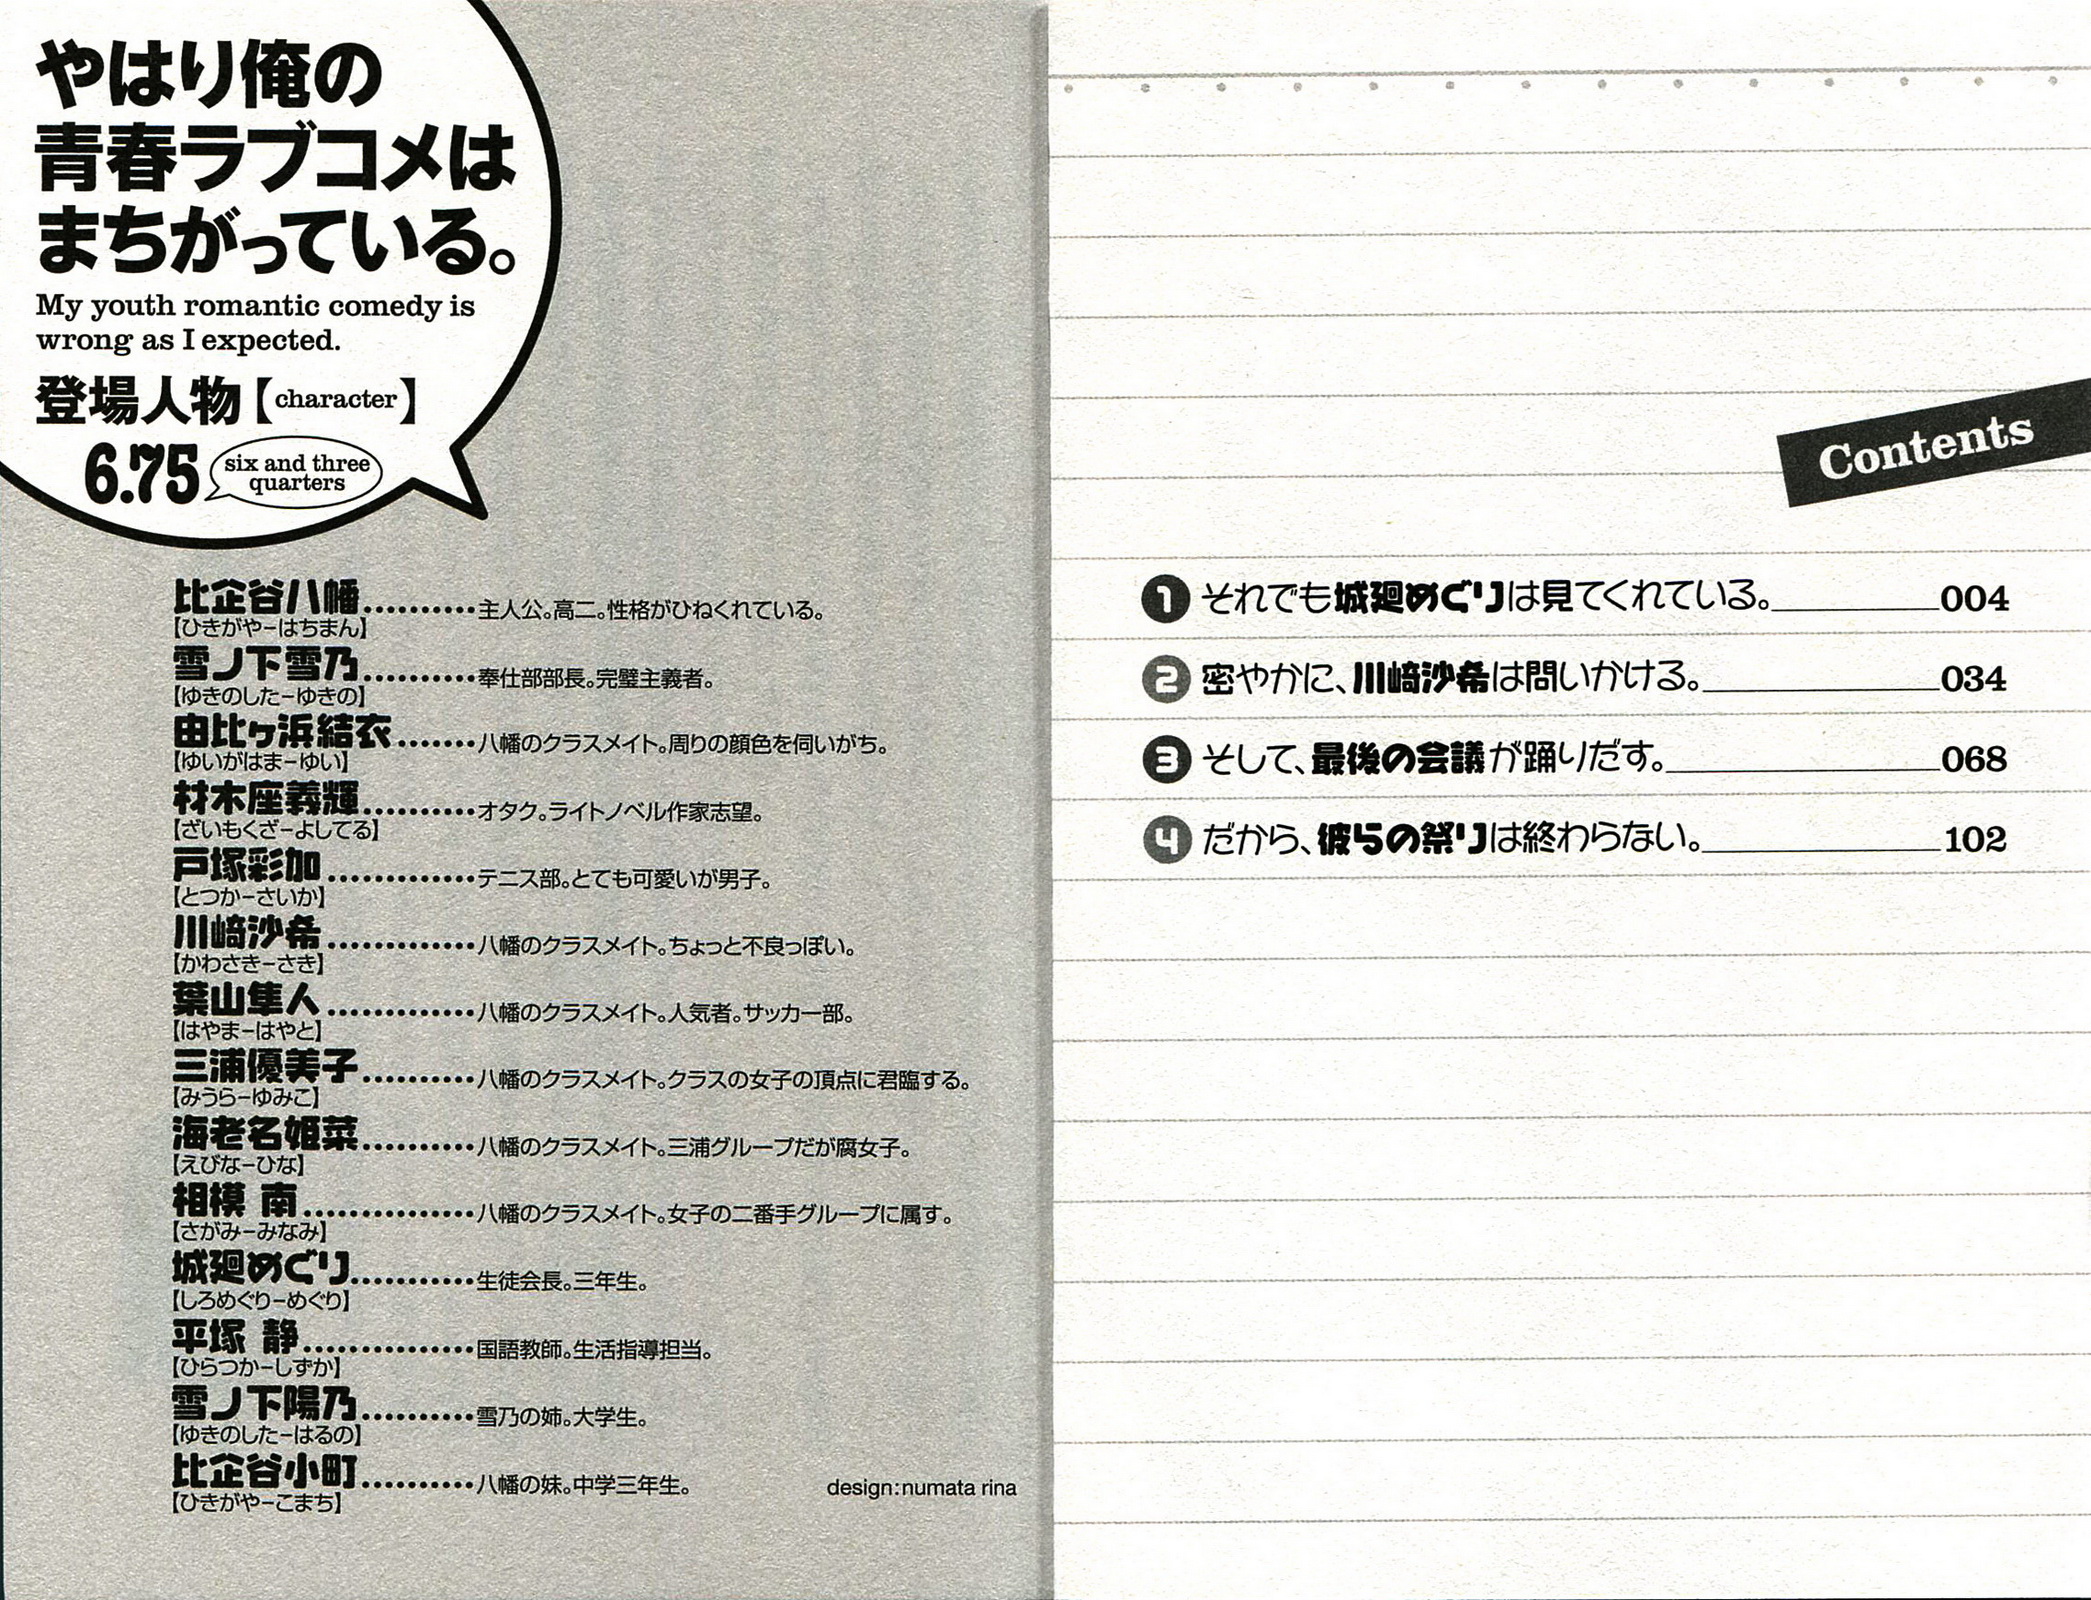 やはり俺の
青春ラブコメは
まちがっている。
My youth romantic comedy is
wrong as I expected.
登場人物【character】
6.75 six and three
quarters
比企谷八幡..........主人公。高二。性格がひねくれている。
【ひきがや−はちまん】
雪ノ下雪乃..........奉仕部部長。完璧主義者。
【ゆきのした−ゆきの】
由比ヶ浜結衣.......八幡のクラスメイト。周りの顔色を伺いがち。
【ゆいがはま−ゆい】
材木座義輝..........オタク。ライトノベル作家志望。
【ざいもくざ−よしてる】
戸塚彩加.............テニス部。とても可愛いが男子。
【とつか−さいか】
川﨑沙希.............八幡のクラスメイト。ちょっと不良っぽい。
【かわさき−さき】
葉山隼人.............八幡のクラスメイト。人気者。サッカー部。
【はやま−はやと】
三浦優美子..........八幡のクラスメイト。クラスの女子の頂点に君臨する。
【みうら−ゆみこ】
海老名姫菜..........八幡のクラスメイト。三浦グループだが腐女子。
【えびな−ひな】
相模 南...............八幡のクラスメイト。女子の二番手グループに属す。
【さがみ−みなみ】
城廻めぐり...........生徒会長。三年生。
【しろめぐり−めぐり】
平塚 静...............国語教師。生活指導担当。
【ひらつか−しずか】
雪ノ下陽乃..........雪乃の姉。大学生。
【ゆきのした−はるの】
比企谷小町..........八幡の妹。中学三年生。
【ひきがや−こまち】
design:numata rina
Contents
1 それでも城廻めぐりは見てくれている。 004
2 密やかに、川﨑沙希は問いかける。 034
3 そして、最後の会議が踊りだす。 068
4 だから、彼らの祭りは終わらない。 102